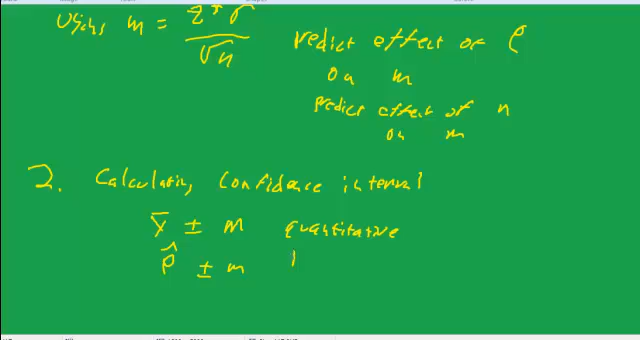 Using m = z* σ / √n
predict effect of C
on m
predict effect of n
on m
2. Calculating confidence interval
x̄ ± m quantitative
p̂ ± m